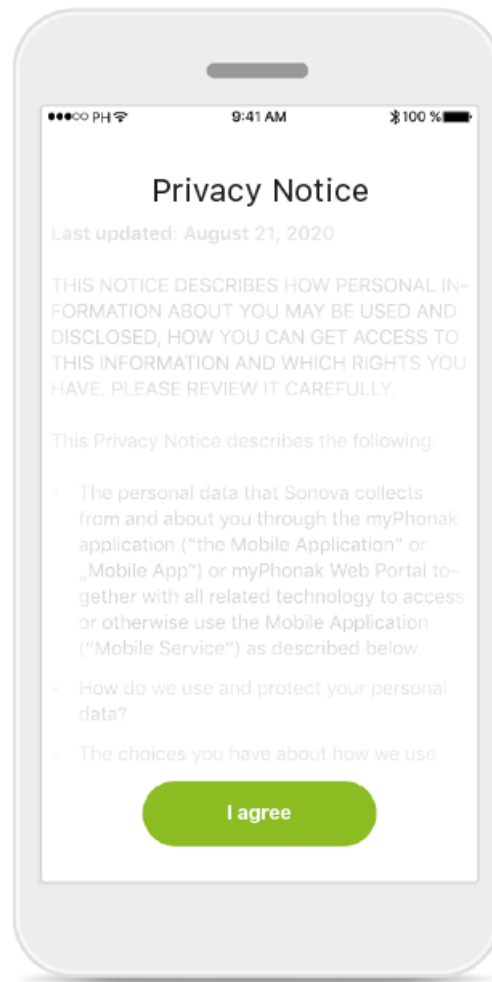 ●●●○○ PH 9:41 AM 100 %
Privacy Notice
Last updated: August 21, 2020
THIS NOTICE DESCRIBES HOW PERSONAL IN-
FORMATION ABOUT YOU MAY BE USED AND
DISCLOSED, HOW YOU CAN GET ACCESS TO
THIS INFORMATION AND WHICH RIGHTS YOU
HAVE. PLEASE REVIEW IT CAREFULLY.
This Privacy Notice describes the following:
- The personal data that Sonova collects
from and about you through the myPhonak
application (“the Mobile Application” or
„Mobile App“) or myPhonak Web Portal to-
gether with all related technology to access
or otherwise use the Mobile Application
(“Mobile Service“) as described below.
- How do we use and protect your personal
data?
- The choices you have about how we use
I agree